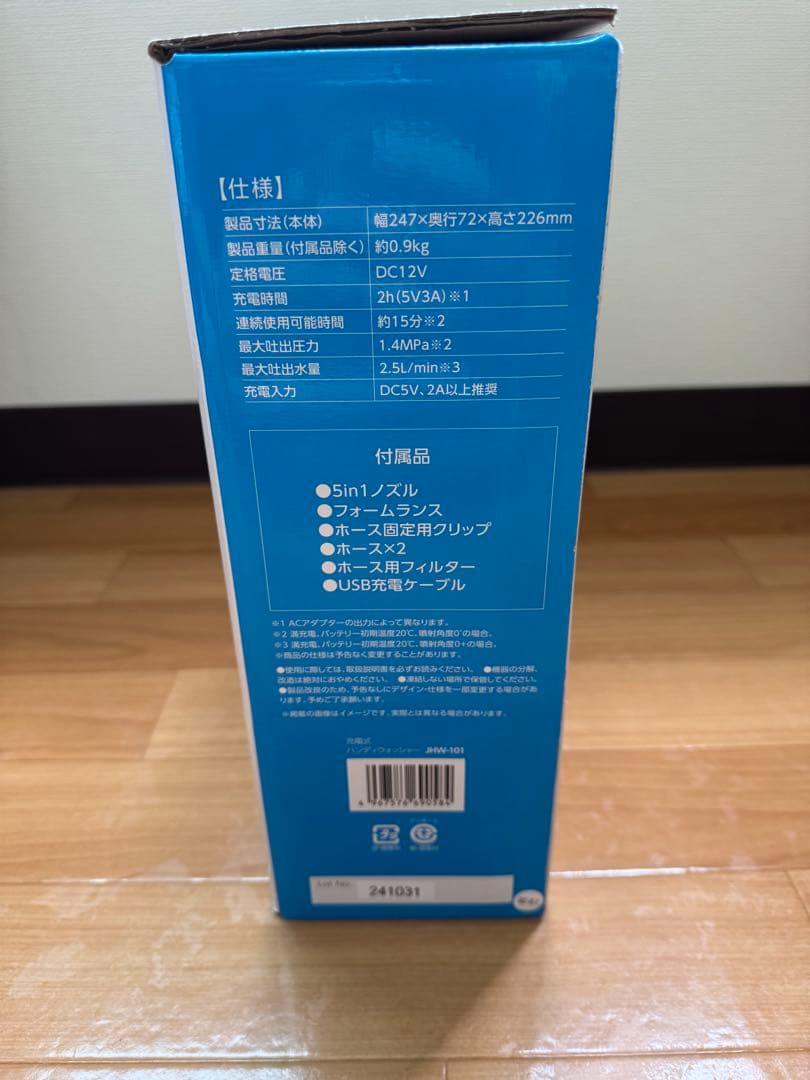 【仕様】
製品寸法(本体) 幅247×奥行72×高さ226mm
製品重量(付属品除く) 約0.9kg
定格電圧 DC12V
充電時間 2h(5V3A)※1
連続使用可能時間 約15分※2
最大吐出圧力 1.4MPa※2
最大吐出水量 2.5L/min※3
充電入力 DC5V、2A以上推奨
付属品
●5in1ノズル
●フォームランス
●ホース固定用クリップ
●ホース×2
●ホース用フィルター
●USB充電ケーブル
※1 ACアダプターの出力によって異なります。
※2 満充電、バッテリー初期温度20℃、噴射角度0°の場合。
※3 満充電、バッテリー初期温度20℃、噴射角度0+の場合。
※商品の仕様は予告なく変更することがあります。
●使用に際しては、取扱説明書を必ずお読みください。 ●機器の分解、
改造は絶対におやめください。 ●凍結しない場所で保管してください。
●製品改良のため、予告なしにデザイン・仕様を一部変更する場合があ
ります。予めご了承願います。
※掲載の画像はイメージです。実際とは異なる場合があります。
充電式
ハンディウォッシャー JHW-101
4 967576 690384
Lot No. 241031